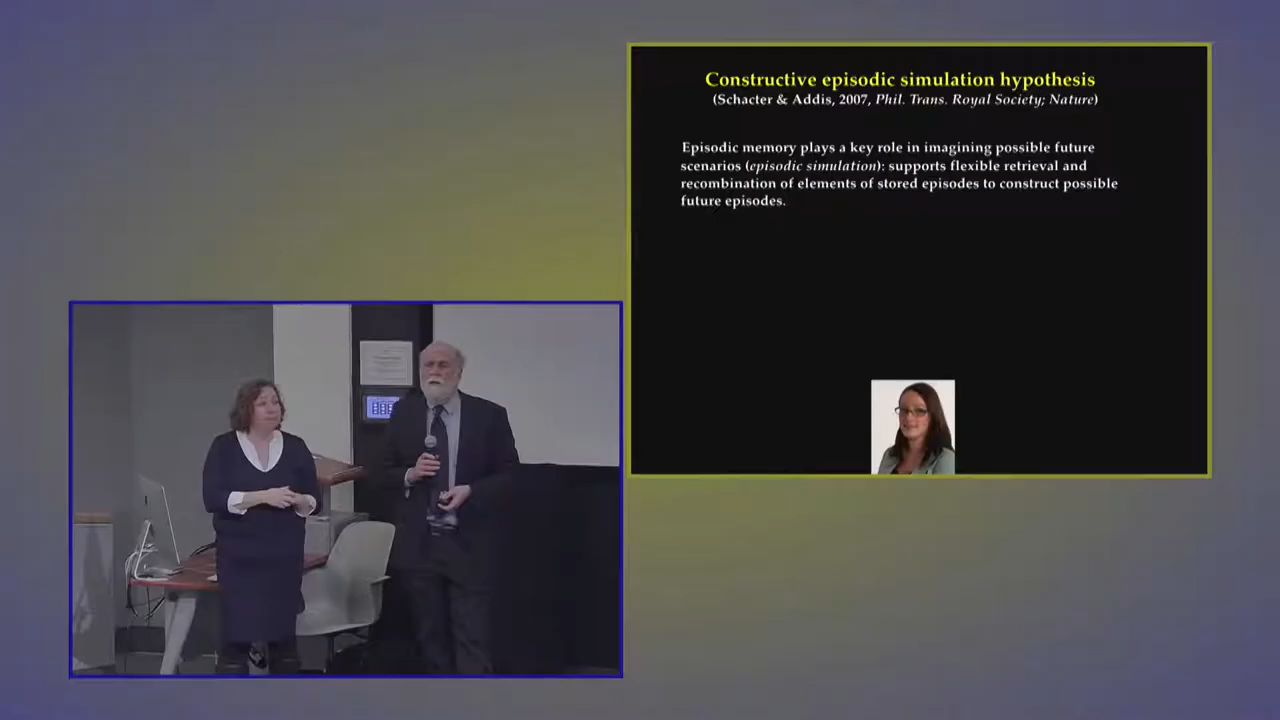 Constructive episodic simulation hypothesis
(Schacter & Addis, 2007, Phil. Trans. Royal Society; Nature)
Episodic memory plays a key role in imagining possible future
scenarios (episodic simulation): supports flexible retrieval and
recombination of elements of stored episodes to construct possible
future episodes.